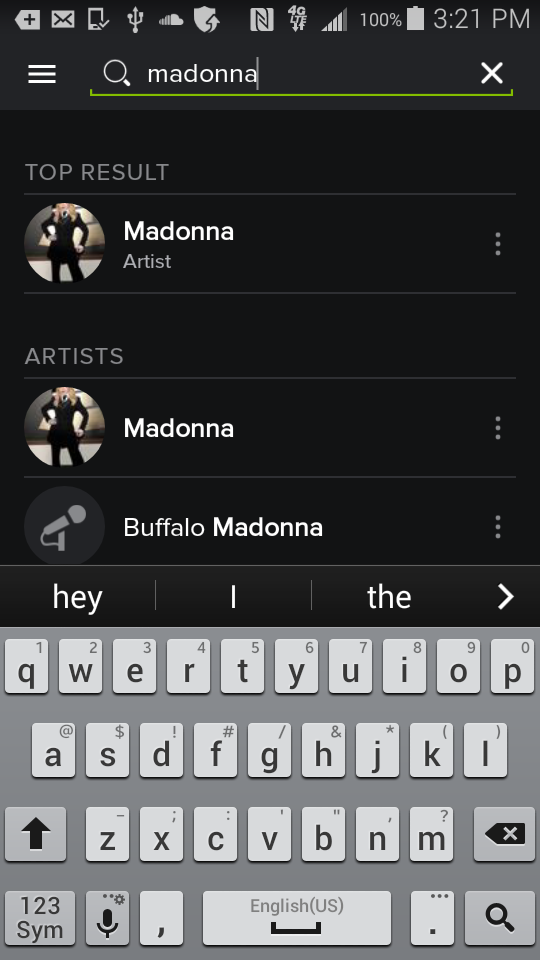 4G LTE 100% 3:21 PM
madonna
TOP RESULT
Madonna
Artist
ARTISTS
Madonna
Buffalo Madonna
hey I the
1 2 3 4 5 6 7 8 9 0
q w e r t y u i o p
@ $ ! # / & * ( )
a s d f g h j k l
- ; : ' " , ?
z x c v b n m
123 Sym , English(US) .